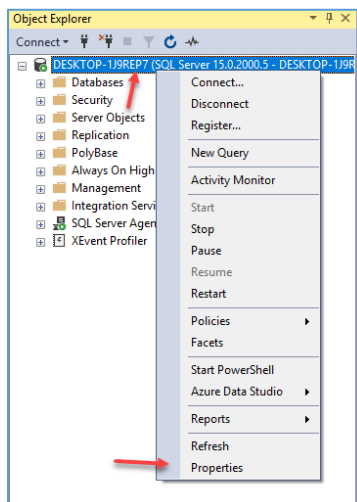 Object Explorer
Connect
DESKTOP-1J9REP7 (SQL Server 15.0.2000.5 - DESKTOP-1J9R
Databases
Security
Server Objects
Replication
PolyBase
Always On High
Management
Integration Servi
SQL Server Agen
XEvent Profiler
Connect...
Disconnect
Register...
New Query
Activity Monitor
Start
Stop
Pause
Resume
Restart
Policies
Facets
Start PowerShell
Azure Data Studio
Reports
Refresh
Properties